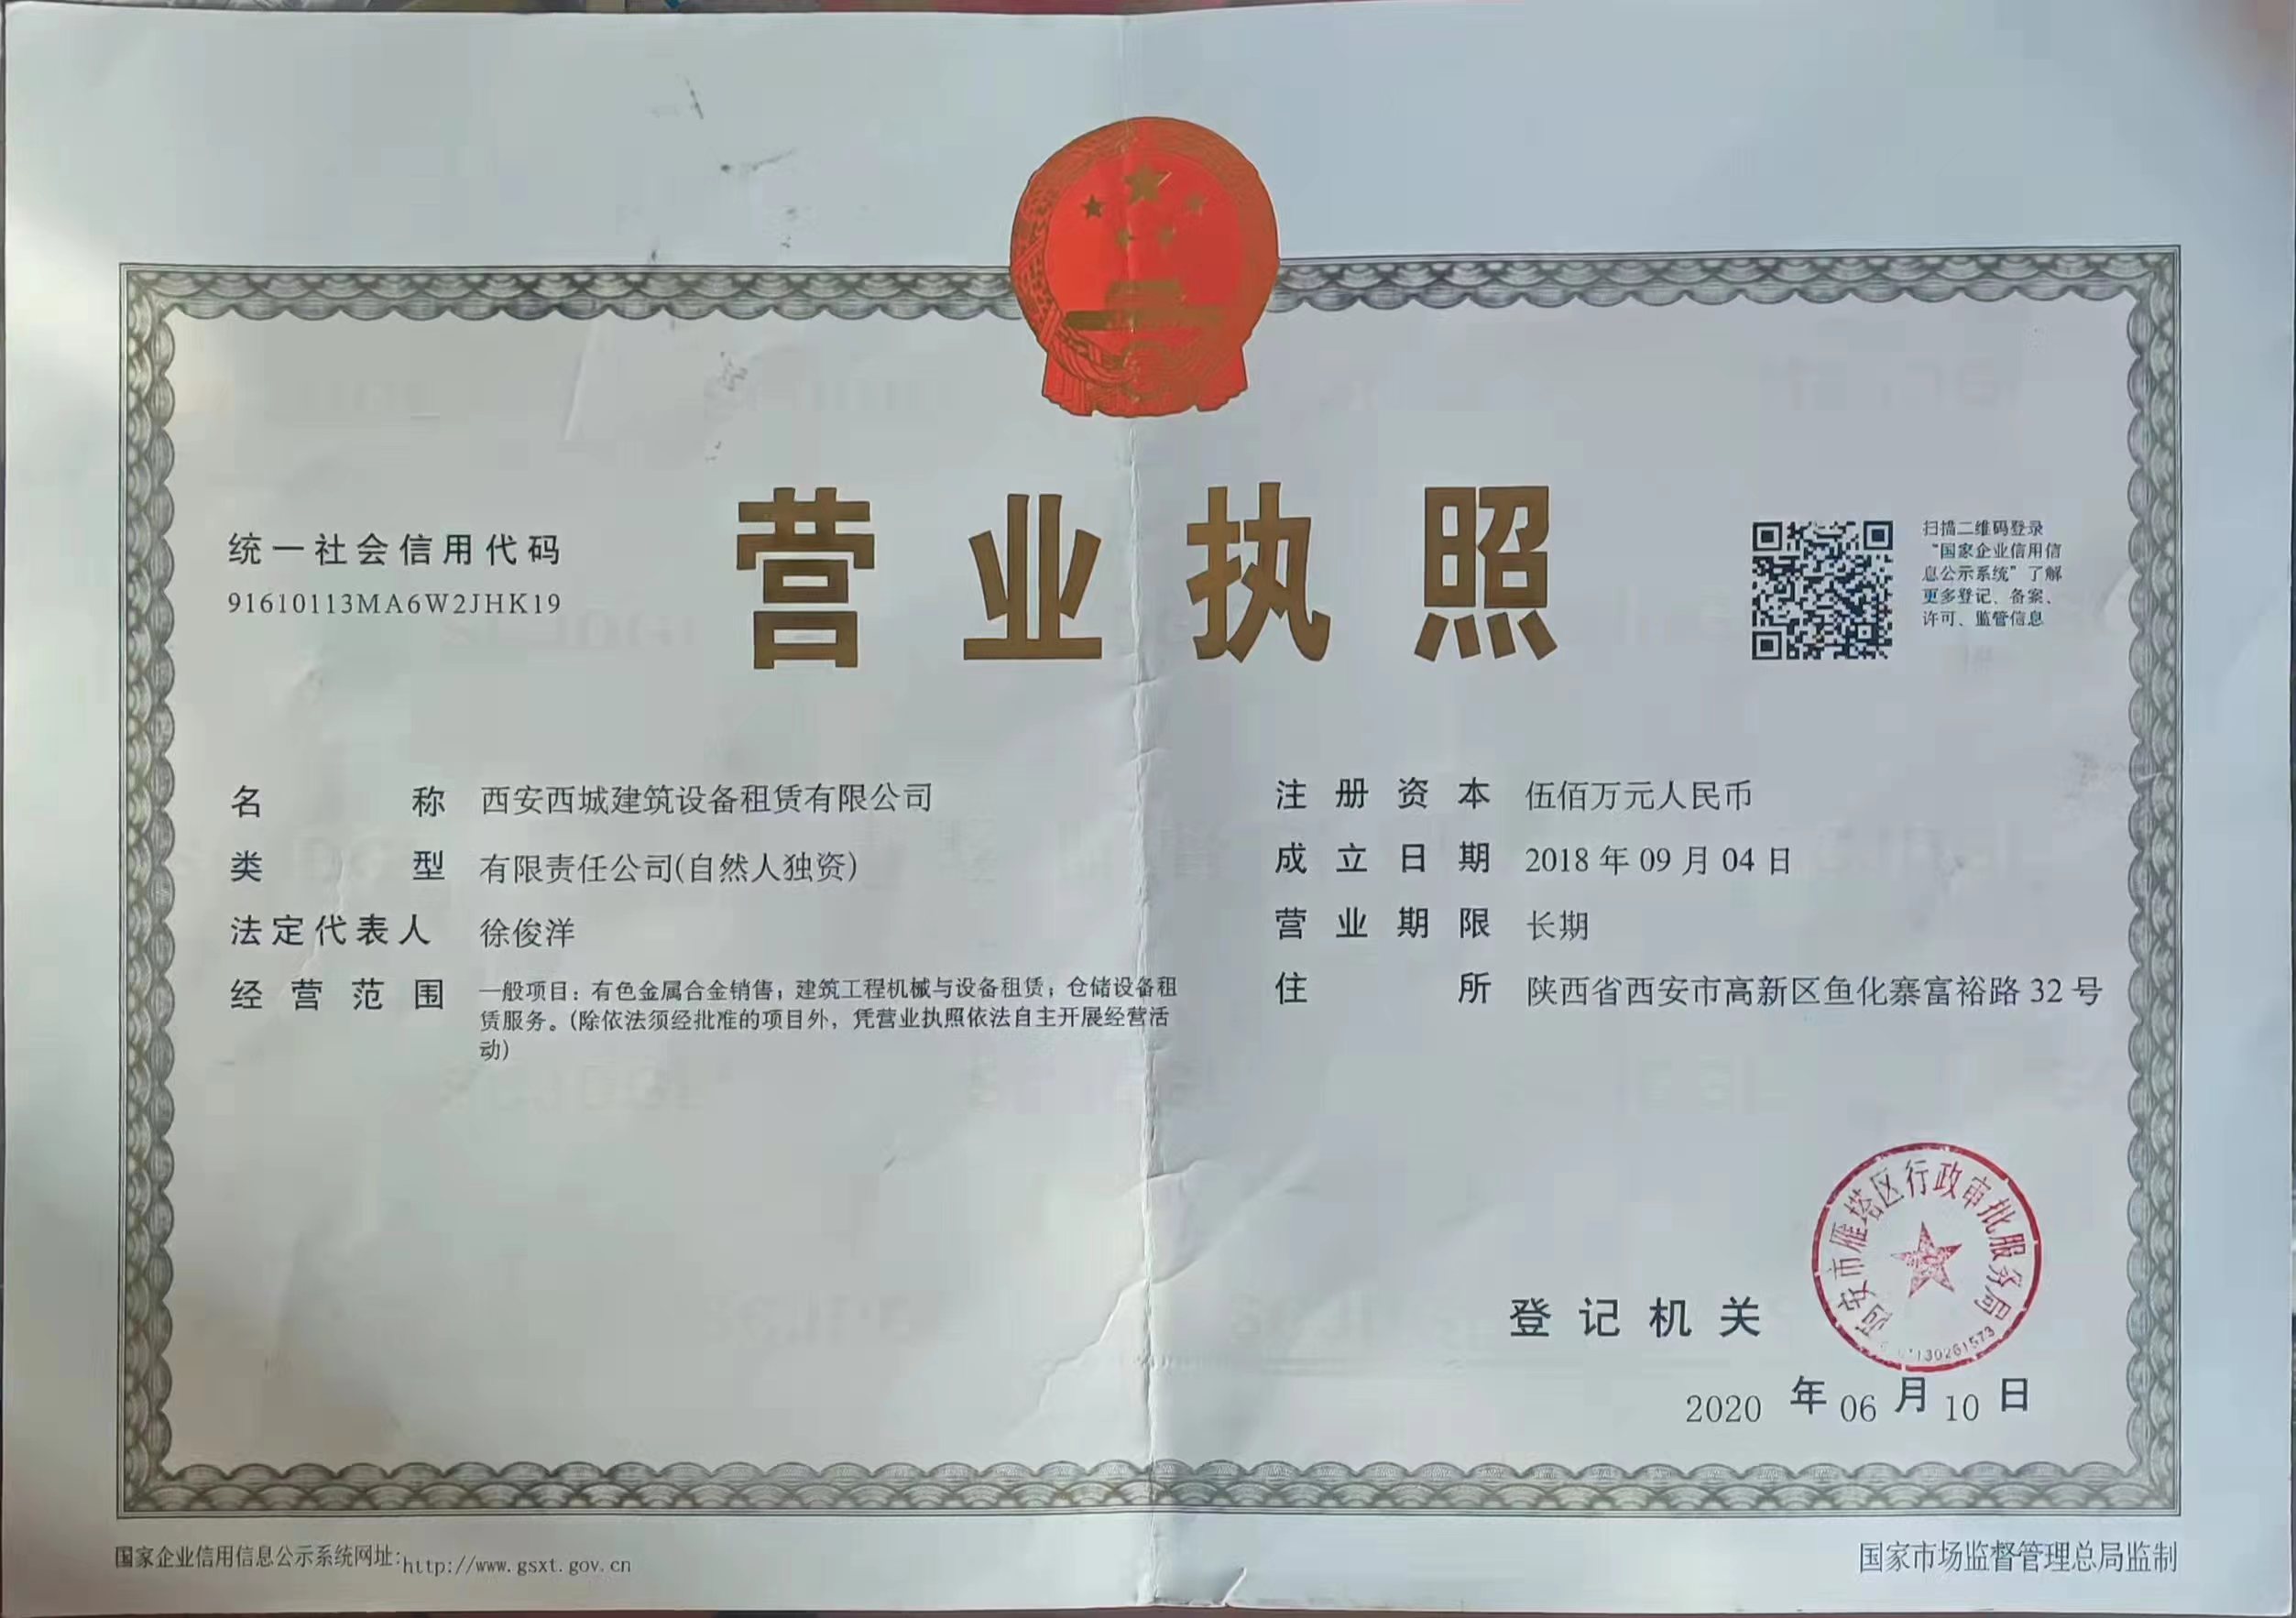 营业执照
统一社会信用代码
91610113MA6W2JHK19
扫描二维码登录
“国家企业信用信
息公示系统”了解
更多登记、备案、
许可、监管信息
名称 西安西城建筑设备租赁有限公司
类型 有限责任公司(自然人独资)
法定代表人 徐俊洋
经营范围 一般项目：有色金属合金销售；建筑工程机械与设备租赁；仓储设备租
赁服务。(除依法须经批准的项目外，凭营业执照依法自主开展经营活
动)
注册资本 伍佰万元人民币
成立日期 2018年09月04日
营业期限 长期
住所 陕西省西安市高新区鱼化寨富裕路32号
西安市雁塔区行政审批服务局
登记机关
2020年06月10日
国家企业信用信息公示系统网址:http://www.gsxt.gov.cn
国家市场监督管理总局监制